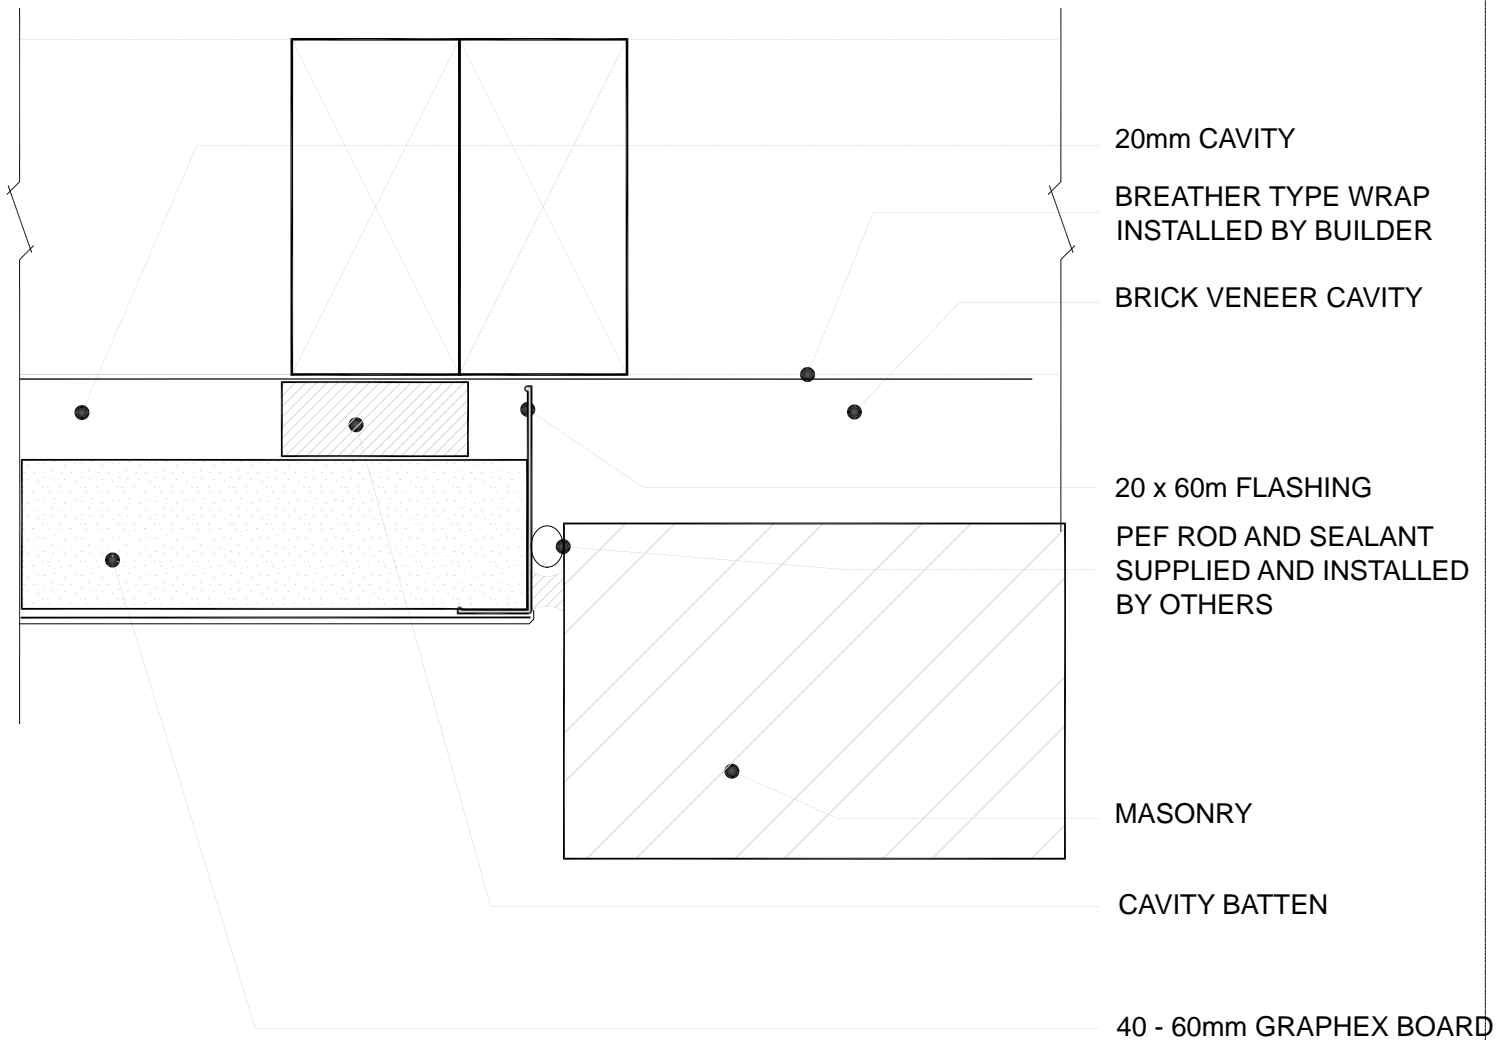 20mm CAVITY
BREATHER TYPE WRAP
INSTALLED BY BUILDER
BRICK VENEER CAVITY
20 x 60m FLASHING
PEF ROD AND SEALANT
SUPPLIED AND INSTALLED
BY OTHERS
MASONRY
CAVITY BATTEN
40 - 60mm GRAPHEX BOARD